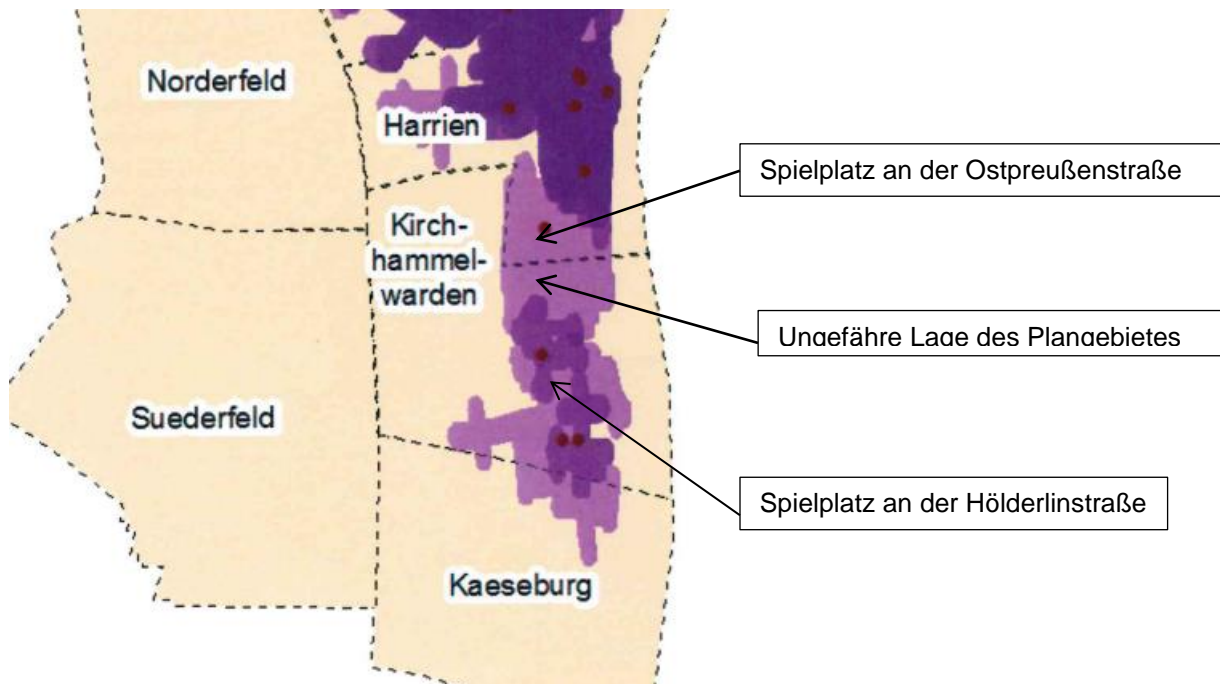 Norderfeld
Harrien
Spielplatz an der Ostpreußenstraße
Kirch-
hammel-
warden
Ungefähre Lage des Plangebietes
Suederfeld
Spielplatz an der Hölderlinstraße
Kaeseburg